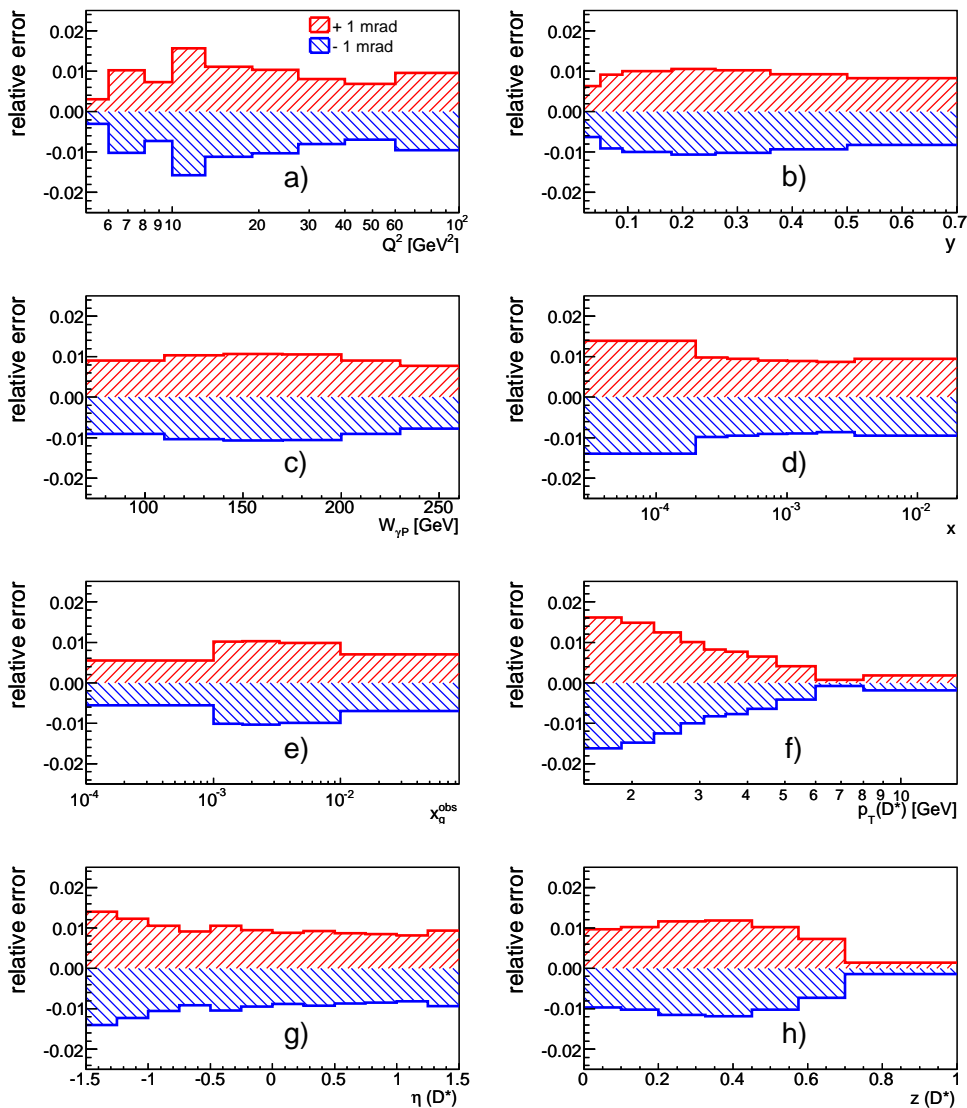 relative error
0.02
0.01
0.00
-0.01
-0.02
+ 1 mrad
- 1 mrad
a)
6 7 8 9 10 20 30 40 50 60 10²
Q² [GeV²]
relative error
0.02
0.01
0.00
-0.01
-0.02
b)
0.1 0.2 0.3 0.4 0.5 0.6 0.7
y
relative error
0.02
0.01
0.00
-0.01
-0.02
c)
100 150 200 250
W_γP [GeV]
relative error
0.02
0.01
0.00
-0.01
-0.02
d)
10⁻⁴ 10⁻³ 10⁻²
x
relative error
0.02
0.01
0.00
-0.01
-0.02
e)
10⁻⁴ 10⁻³ 10⁻²
x_g^obs
relative error
0.02
0.01
0.00
-0.01
-0.02
f)
2 3 4 5 6 7 8 9 10
p_T(D*) [GeV]
relative error
0.02
0.01
0.00
-0.01
-0.02
g)
-1.5 -1 -0.5 0 0.5 1 1.5
η (D*)
relative error
0.02
0.01
0.00
-0.01
-0.02
h)
0 0.2 0.4 0.6 0.8 1
z (D*)